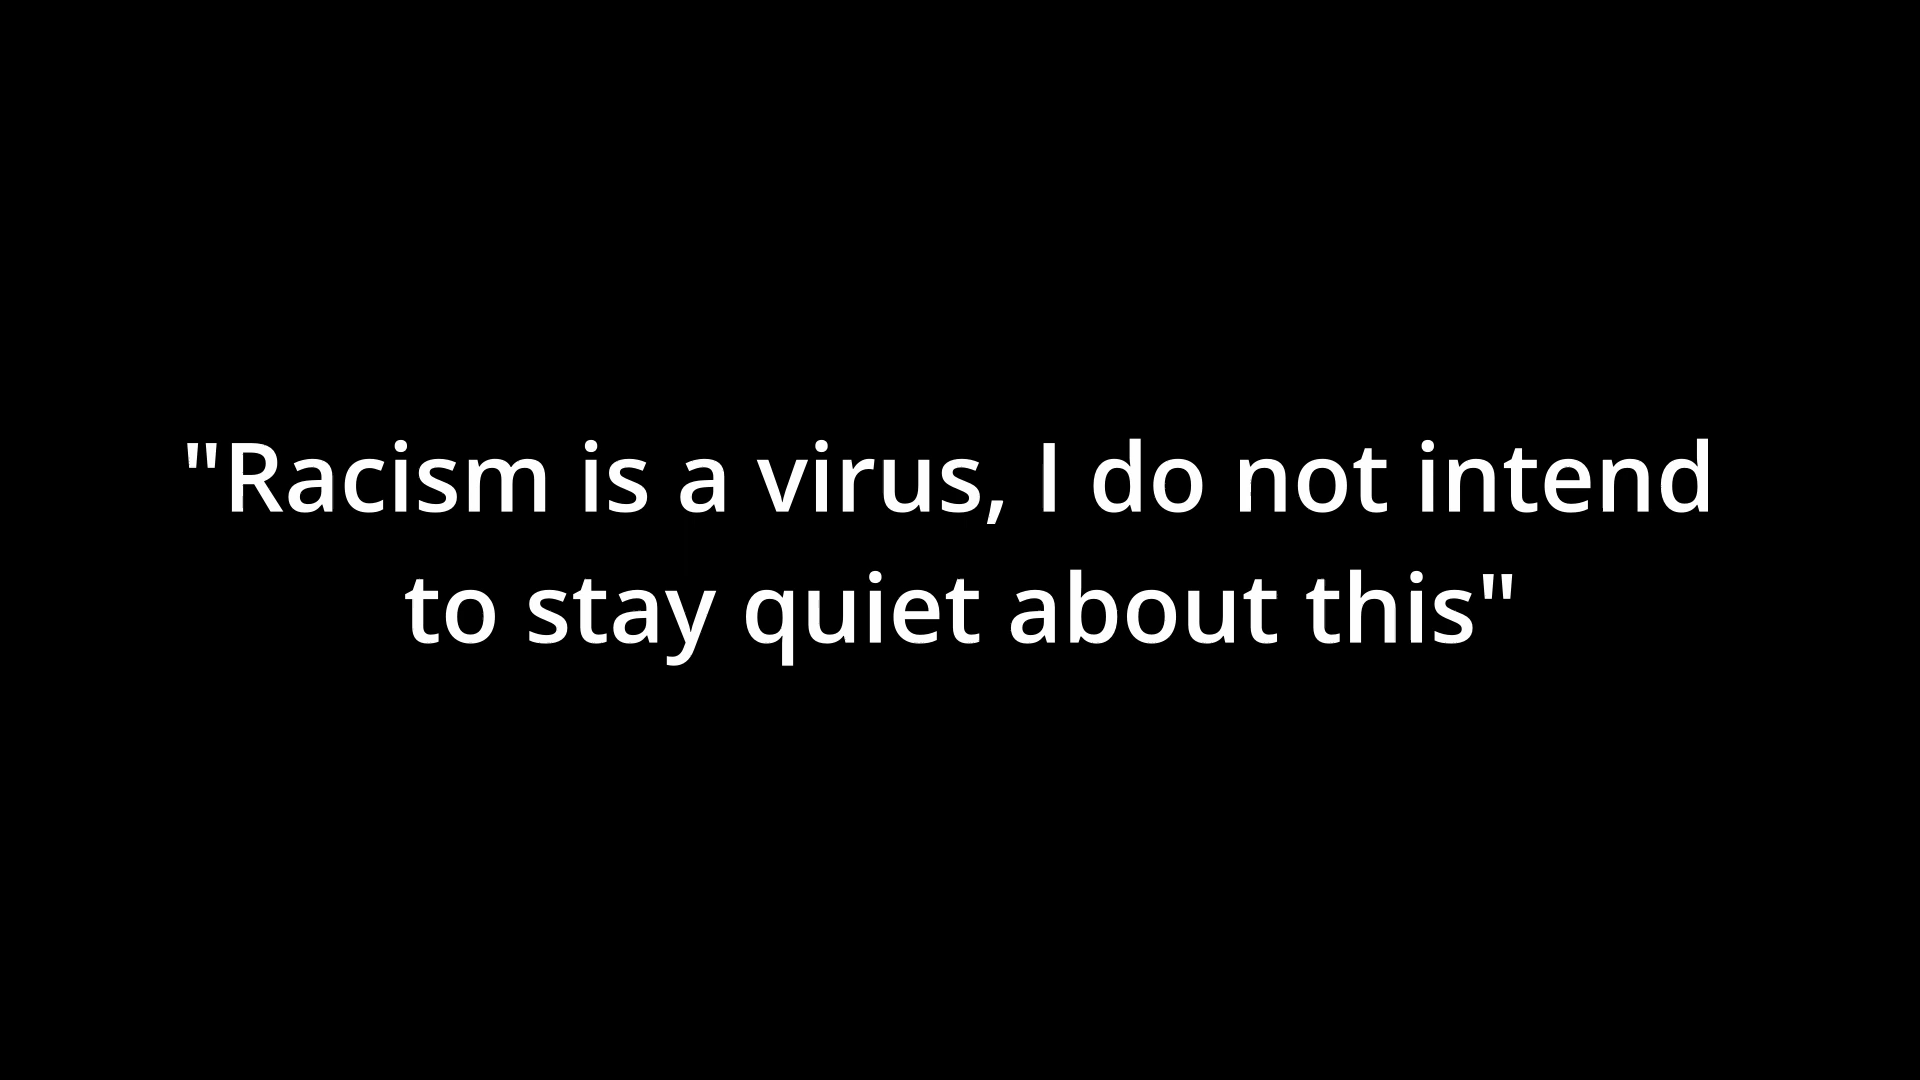 "Racism is a virus, I do not intend
to stay quiet about this"